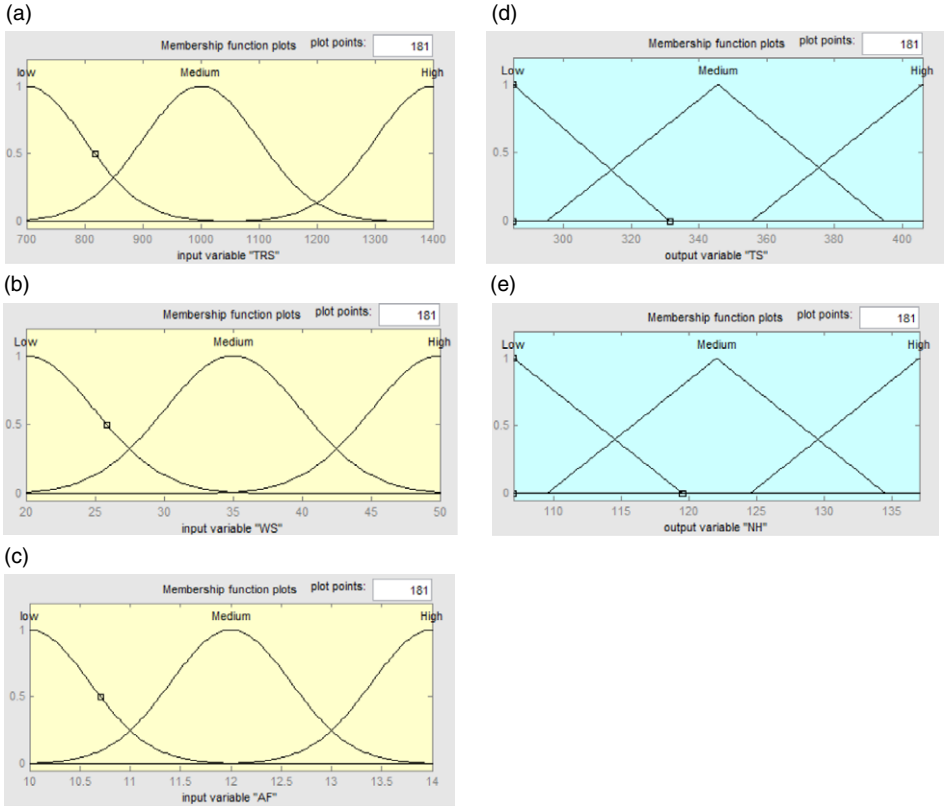 (a)
Membership function plots plot points: 181
low Medium High
1
0.5
0
700 800 900 1000 1100 1200 1300 1400
input variable "TRS"
(b)
Membership function plots plot points: 181
Low Medium High
1
0.5
0
20 25 30 35 40 45 50
input variable "WS"
(c)
Membership function plots plot points: 181
low Medium High
1
0.5
0
10 10.5 11 11.5 12 12.5 13 13.5 14
input variable "AF"
(d)
Membership function plots plot points: 181
Low Medium High
1
0.5
0
300 320 340 360 380 400
output variable "TS"
(e)
Membership function plots plot points: 181
Low Medium High
1
0.5
0
110 115 120 125 130 135
output variable "NH"